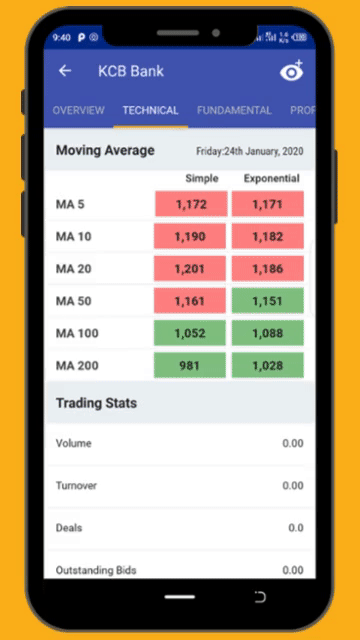 9:40 P 1.6 K/s 100
KCB Bank
OVERVIEW TECHNICAL FUNDAMENTAL PROF
Moving Average Friday:24th January, 2020
Simple Exponential
MA 5 1,172 1,171
MA 10 1,190 1,182
MA 20 1,201 1,186
MA 50 1,161 1,151
MA 100 1,052 1,088
MA 200 981 1,028
Trading Stats
Volume 0.00
Turnover 0.00
Deals 0.0
Outstanding Bids 0.00